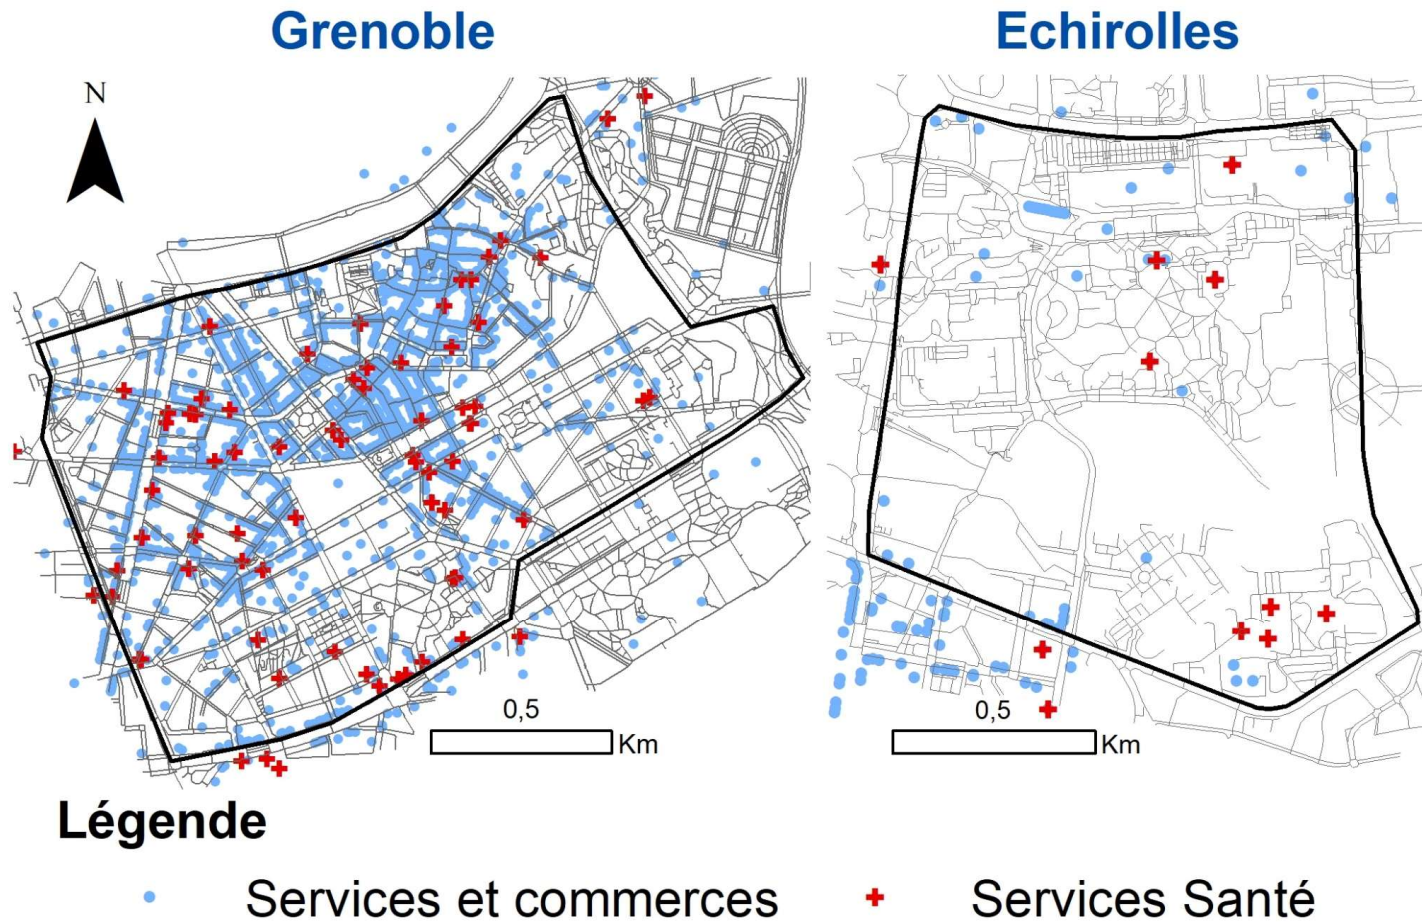 Grenoble
Echirolles
N
0,5
Km
0,5
Km
Légende
Services et commerces
Services Santé